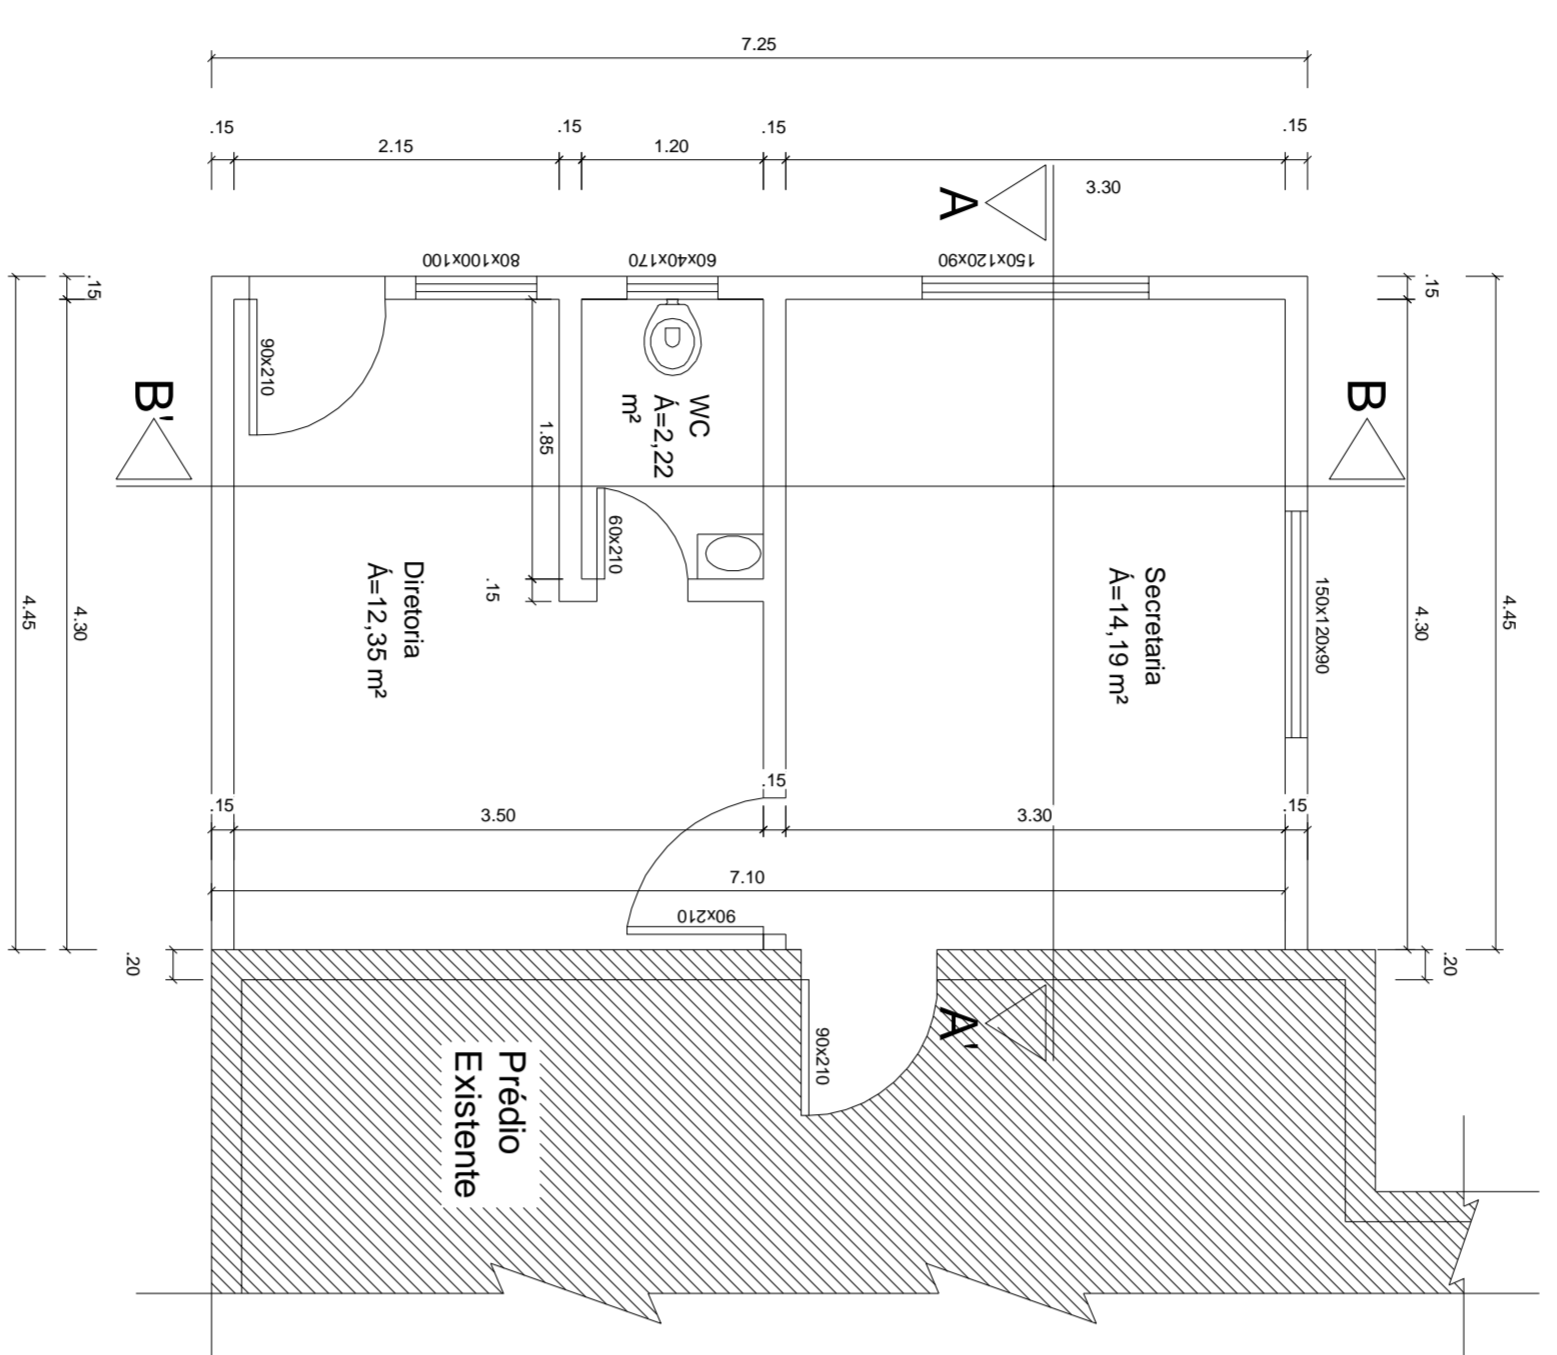 7.25
.15
2.15
.15
1.20
.15
3.30
.15
A
80x100x100
60x40x170
150x120x90
.15
.15
B'
B
90x210
WC
Á=2,22
m²
1.85
60x210
.15
Diretoria
Á=12,35 m²
Secretaria
Á=14,19 m²
150x120x90
4.45
4.30
4.30
4.45
.15
3.50
.15
3.30
.15
7.10
90x210
.20
.20
A'
90x210
Prédio
Existente